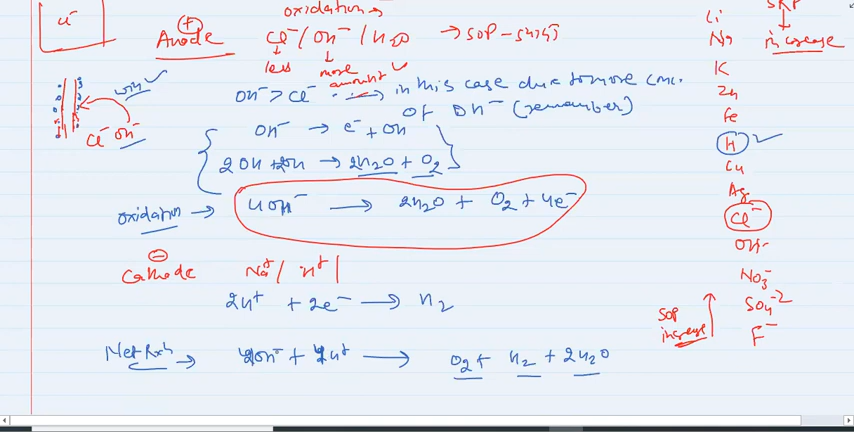 oxidation →
Cl⁻
Anode ⊕ Cl⁻ / OH⁻ / H2O → SOP -
less more amount
OH⁻ > Cl⁻ in this case due to more conc. of OH⁻ (remember)
Cl⁻ OH⁻
OH⁻ → e⁻ + OH
2OH + 2OH → 2H2O + O2
oxidation → 4OH⁻ → 2H2O + O2 + 4e⁻
⊖
Cathode Na⁺ / H⁺ |
2H⁺ + 2e⁻ → H2
Net Rxn → 4OH⁻ + 4H⁺ → O2 + H2 + 2H2O
SRP
↓
increase
Li
Na
K
Zn
Fe
H
Cu
Ag
Cl⁻
OH⁻
NO3⁻
SO4⁻2
F⁻
SOP
increase